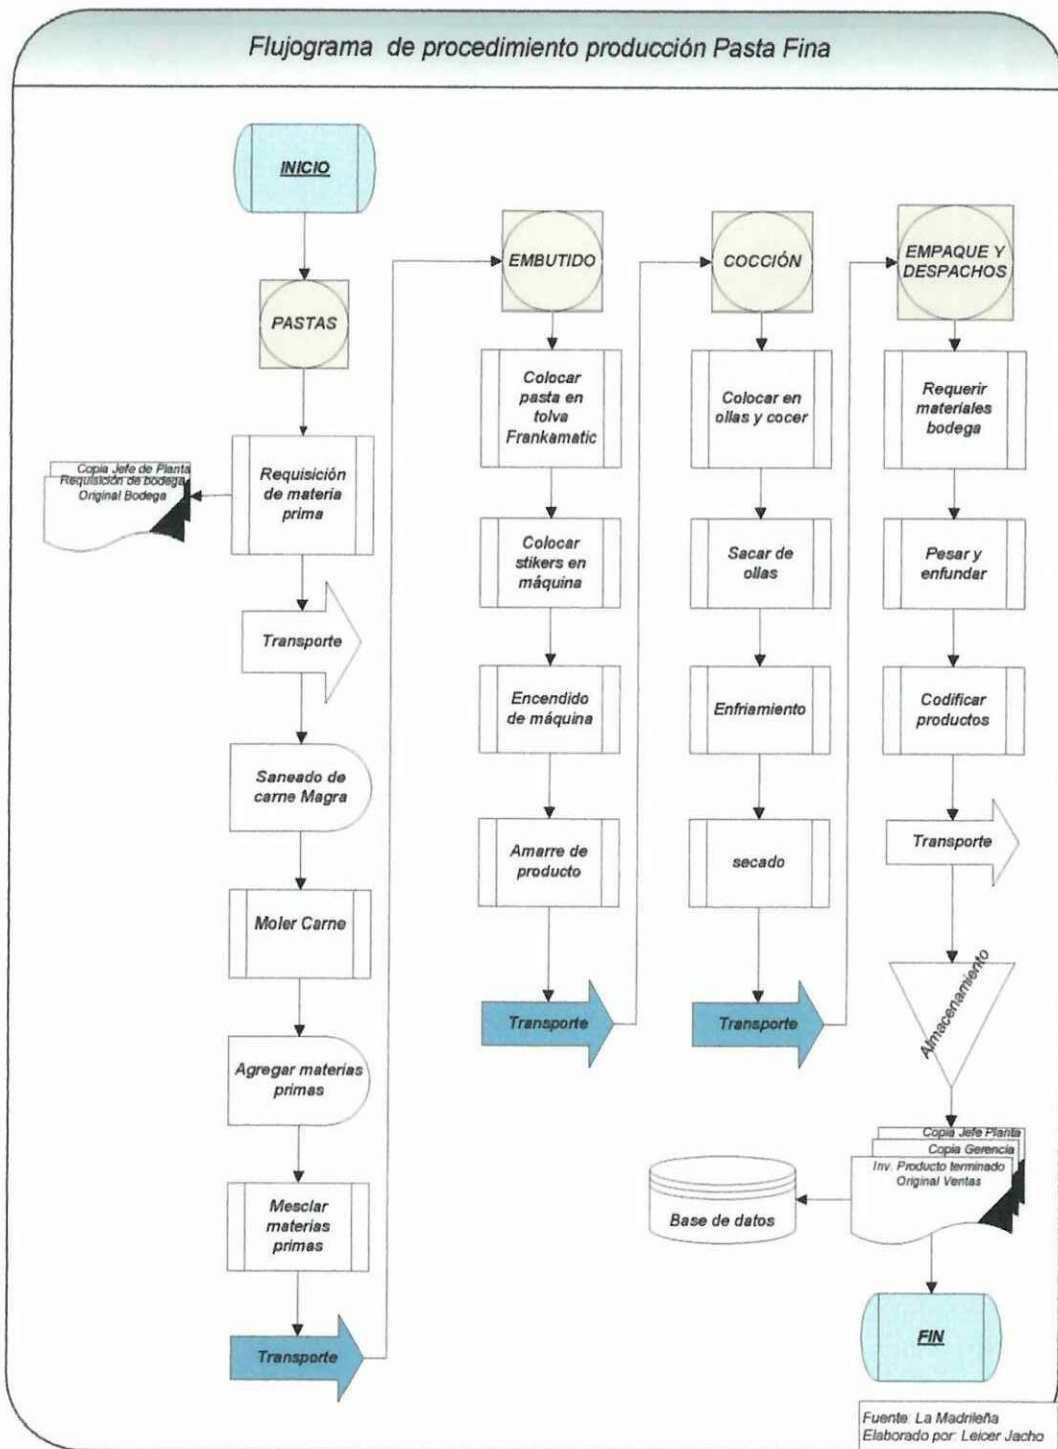 Flujograma de procedimiento producción Pasta Fina
INICIO
PASTAS
Requisición
de materia
prima
Copia Jefe de Planta
Requisición de bodega
Original Bodega
Transporte
Saneado de
carne Magra
Moler Carne
Agregar materias
primas
Mesclar
materias
primas
Transporte
EMBUTIDO
Colocar
pasta en
tolva
Frankamatic
Colocar
stikers en
máquina
Encendido
de máquina
Amarre de
producto
Transporte
COCCIÓN
Colocar en
ollas y cocer
Sacar de
ollas
Enfriamiento
secado
Transporte
EMPAQUE Y
DESPACHOS
Requerir
materiales
bodega
Pesar y
enfundar
Codificar
productos
Transporte
Almacenamiento
Copia Jefe Planta
Copia Gerencia
Inv. Producto terminado
Original Ventas
Base de datos
FIN
Fuente: La Madrileña
Elaborado por: Leicer Jacho